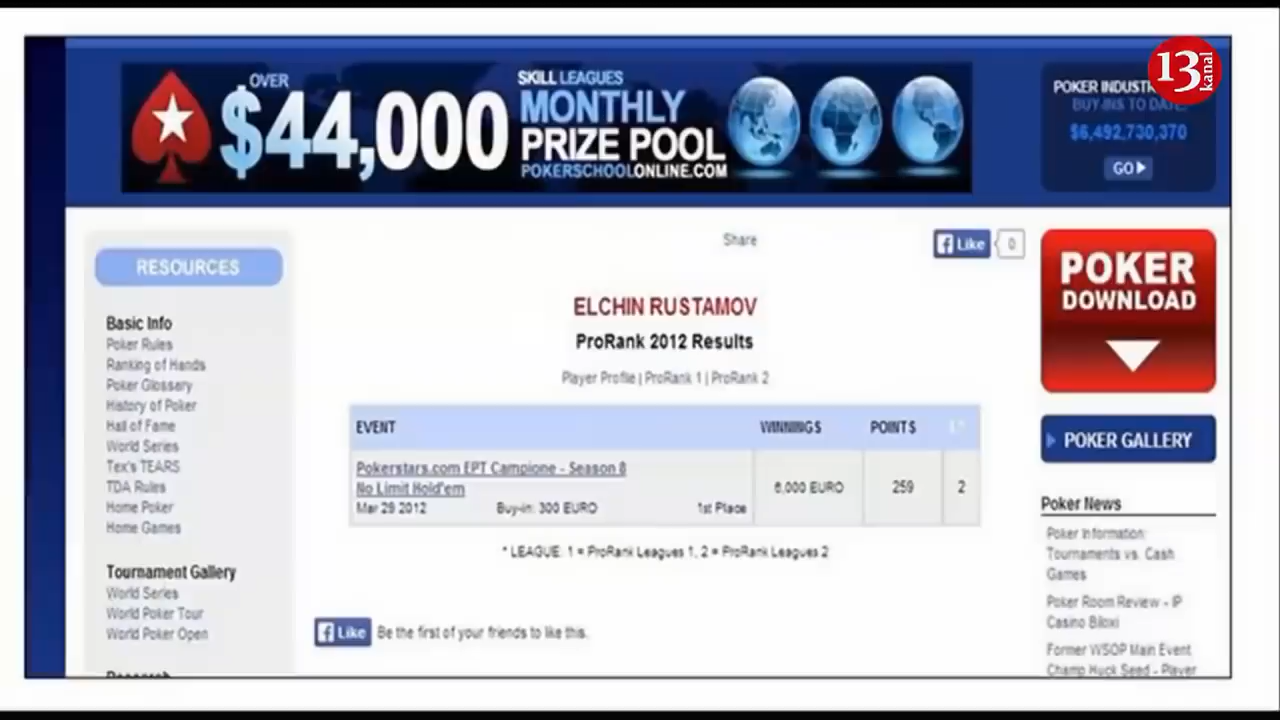 13 kanal
OVER
$44,000
SKILL LEAGUES
MONTHLY
PRIZE POOL
POKERSCHOOLONLINE.COM
POKER
BUY-INS TO DATE:
$6,492,730,370
GO
RESOURCES
Basic Info
Poker Rules
Ranking of Hands
Poker Glossary
History of Poker
Hall of Fame
World Series
Tex's TEARS
TDA Rules
Home Poker
Home Games
Tournament Gallery
World Series
World Poker Tour
World Poker Open
Research
Share
Like 0
ELCHIN RUSTAMOV
ProRank 2012 Results
Player Profile | ProRank 1 | ProRank 2
EVENT WINNINGS POINTS L*
Pokerstars.com EPT Campione - Season 8
No Limit Hold'em
Mar 29 2012 Buy-in: 300 EURO 1st Place
6,000 EURO 259 2
* LEAGUE: 1 = ProRank Leagues 1, 2 = ProRank Leagues 2
Like Be the first of your friends to like this.
POKER
DOWNLOAD
POKER GALLERY
Poker News
Poker Information:
Tournaments vs. Cash
Games
Poker Room Review - IP
Casino Biloxi
Former WSOP Main Event
Champ Huck Seed - Player